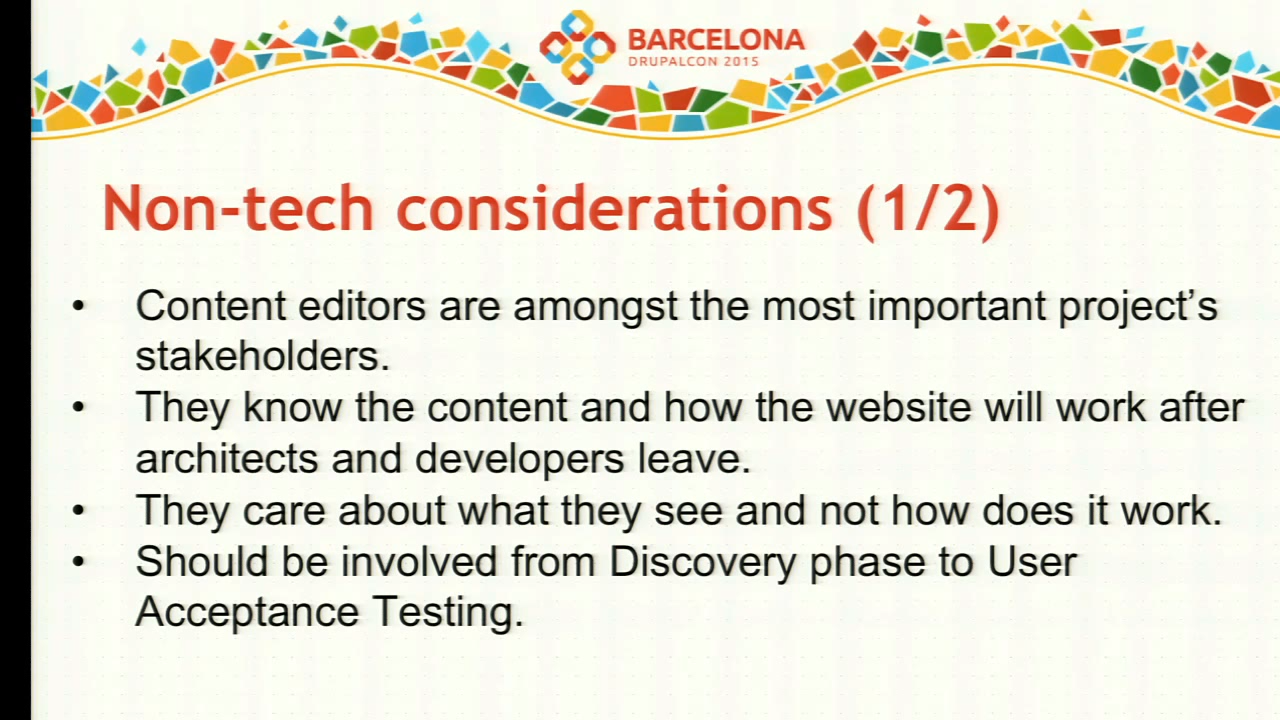 BARCELONA
DRUPALCON 2015
Non-tech considerations (1/2)
• Content editors are amongst the most important project’s
stakeholders.
• They know the content and how the website will work after
architects and developers leave.
• They care about what they see and not how does it work.
• Should be involved from Discovery phase to User
Acceptance Testing.